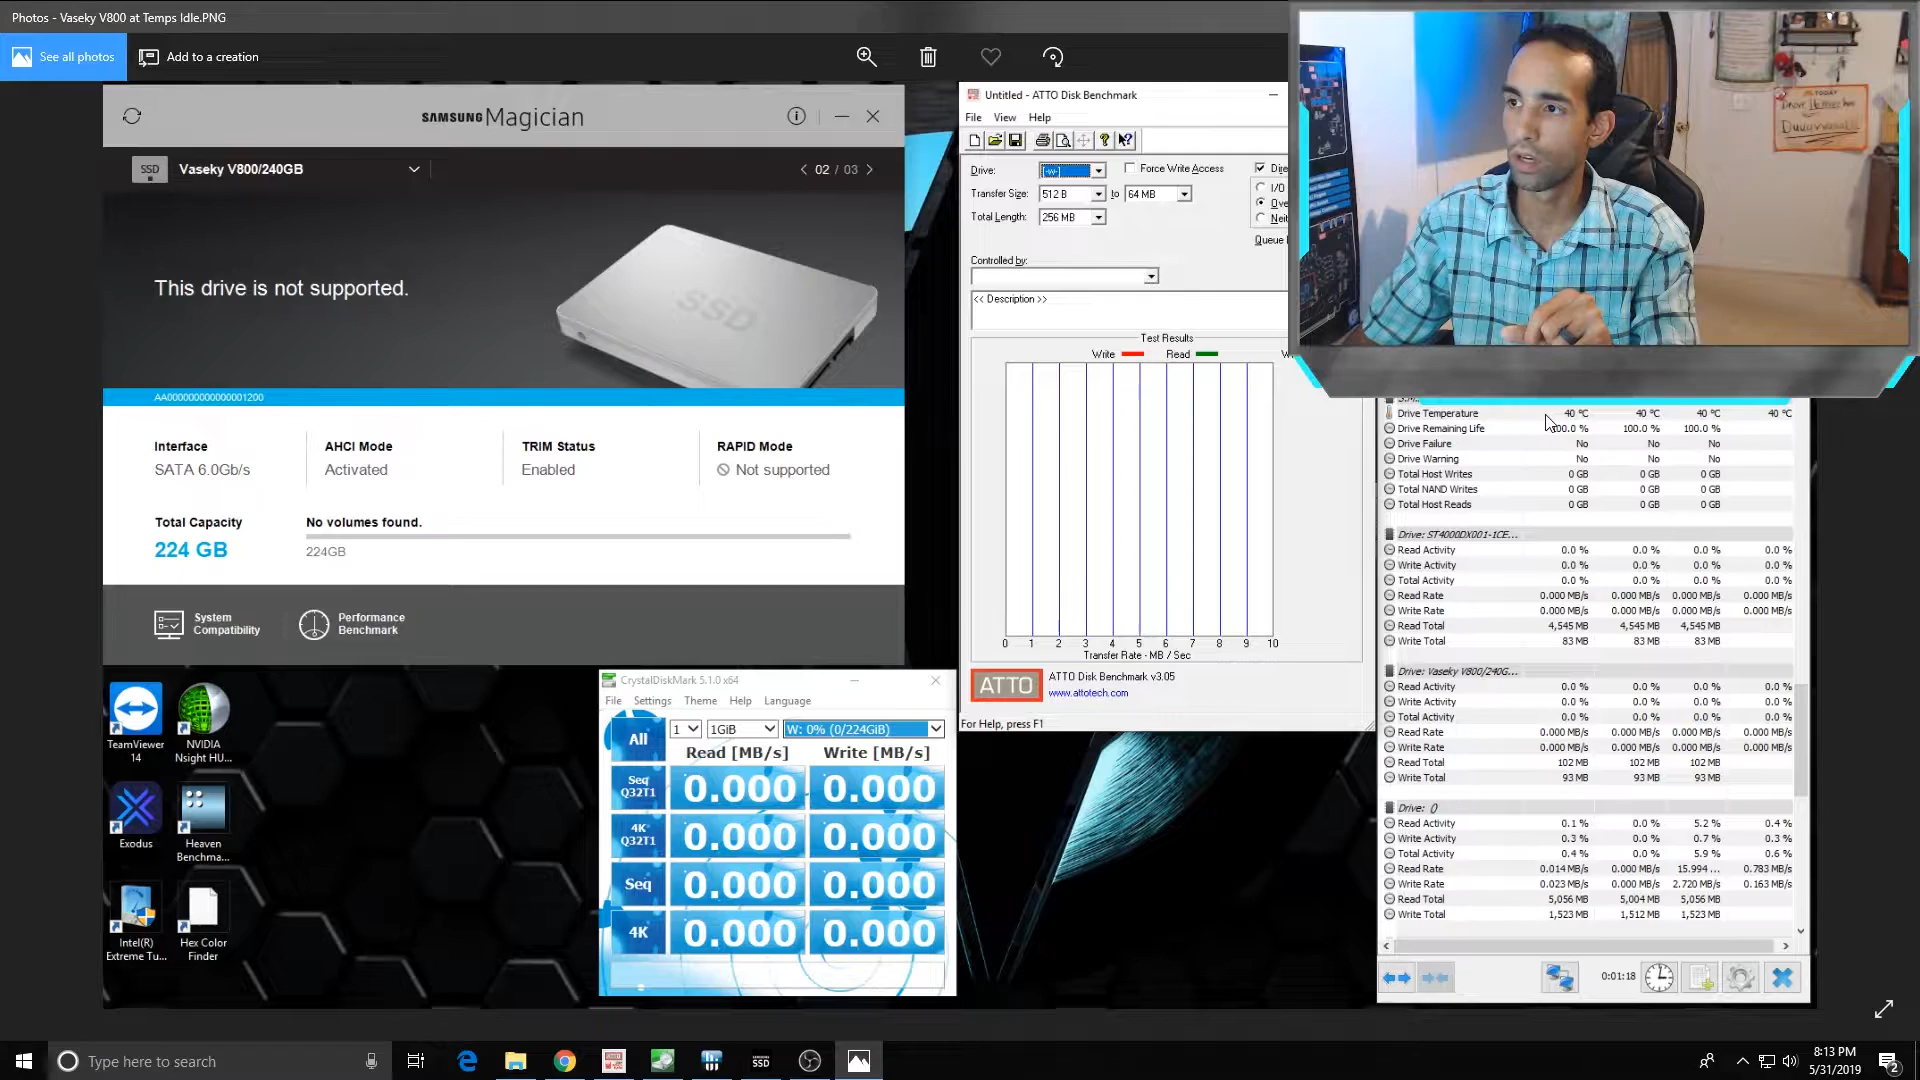 Photos - Vaseky V800 at Temps Idle.PNG
See all photos
Add to a creation
SAMSUNG Magician
SSD Vaseky V800/240GB
02 / 03
This drive is not supported.
SSD
AA000000000000001200
Interface AHCI Mode TRIM Status RAPID Mode
SATA 6.0Gb/s Activated Enabled Not supported
Total Capacity No volumes found.
224 GB 224GB
System Compatibility
Performance Benchmark
Untitled - ATTO Disk Benchmark
File View Help
Drive: [-w-] Force Write Access Dire
Transfer Size: 512 B to 64 MB I/O
Total Length: 256 MB Ove
Neit
Queue
Controlled by:
<< Description >>
Test Results
Write Read
0 1 2 3 4 5 6 7 8 9 10
Transfer Rate - MB / Sec
ATTO
ATTO Disk Benchmark v3.05
www.attotech.com
For Help, press F1
Drive Temperature 40 °C 40 °C 40 °C 40 °C
Drive Remaining Life 100.0 % 100.0 % 100.0 %
Drive Failure No No No
Drive Warning No No No
Total Host Writes 0 GB 0 GB 0 GB
Total NAND Writes 0 GB 0 GB 0 GB
Total Host Reads 0 GB 0 GB 0 GB
Drive: ST4000DX001-1CE...
Read Activity 0.0 % 0.0 % 0.0 % 0.0 %
Write Activity 0.0 % 0.0 % 0.0 % 0.0 %
Total Activity 0.0 % 0.0 % 0.0 % 0.0 %
Read Rate 0.000 MB/s 0.000 MB/s 0.000 MB/s 0.000 MB/s
Write Rate 0.000 MB/s 0.000 MB/s 0.000 MB/s 0.000 MB/s
Read Total 4,545 MB 4,545 MB 4,545 MB
Write Total 83 MB 83 MB 83 MB
Drive: Vaseky V800/240G...
Read Activity 0.0 % 0.0 % 0.0 % 0.0 %
Write Activity 0.0 % 0.0 % 0.0 % 0.0 %
Total Activity 0.0 % 0.0 % 0.0 % 0.0 %
Read Rate 0.000 MB/s 0.000 MB/s 0.000 MB/s 0.000 MB/s
Write Rate 0.000 MB/s 0.000 MB/s 0.000 MB/s 0.000 MB/s
Read Total 102 MB 102 MB 102 MB
Write Total 93 MB 93 MB 93 MB
Drive: ()
Read Activity 0.1 % 0.0 % 5.2 % 0.4 %
Write Activity 0.3 % 0.0 % 0.7 % 0.3 %
Total Activity 0.4 % 0.0 % 5.9 % 0.6 %
Read Rate 0.014 MB/s 0.000 MB/s 15.994 ... 0.783 MB/s
Write Rate 0.023 MB/s 0.000 MB/s 2.720 MB/s 0.163 MB/s
Read Total 5,056 MB 5,004 MB 5,056 MB
Write Total 1,523 MB 1,512 MB 1,523 MB
0:01:18
CrystalDiskMark 5.1.0 x64
File Settings Theme Help Language
All 1 1GiB W: 0% (0/224GiB)
Read [MB/s] Write [MB/s]
Seq Q32T1 0.000 0.000
4K Q32T1 0.000 0.000
Seq 0.000 0.000
4K 0.000 0.000
TeamViewer 14
NVIDIA Nsight HU...
Exodus
Heaven Benchma...
Intel(R) Extreme Tu...
Hex Color Finder
Type here to search
SSD
8:13 PM
5/31/2019
2